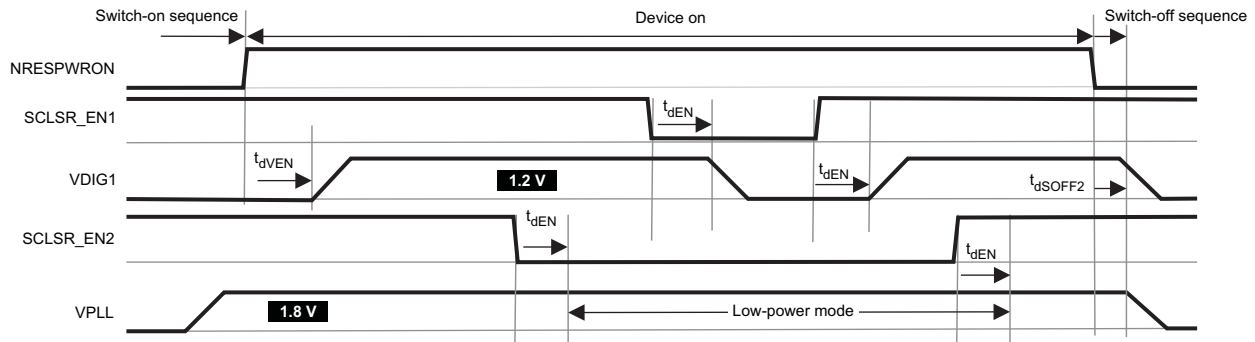 Switch-on sequence
Device on
Switch-off sequence
NRESPWRON
SCLSR_EN1
tdEN
tdVEN
VDIG1
1.2 V
tdEN
tdSOFF2
SCLSR_EN2
tdEN
tdEN
VPLL
1.8 V
Low-power mode